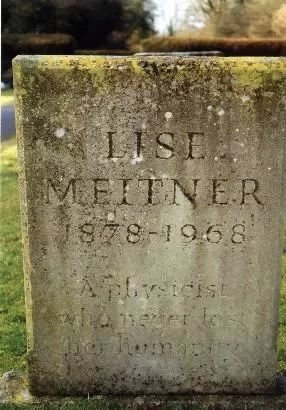 LISE
MEITNER
1878-1968
A physicist
who never lost
her humanity